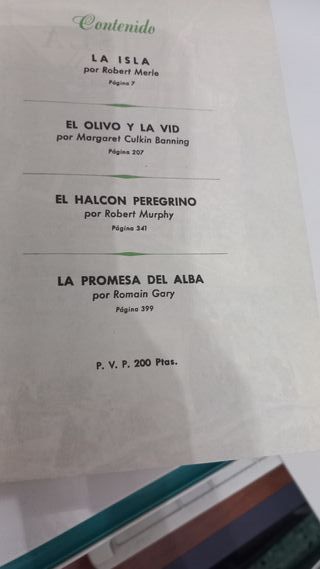 Contenido
LA ISLA
por Robert Merle
Página 7
EL OLIVO Y LA VID
por Margaret Culkin Banning
Página 207
EL HALCON PEREGRINO
por Robert Murphy
Página 341
LA PROMESA DEL ALBA
por Romain Gary
Página 399
P. V. P. 200 Ptas.